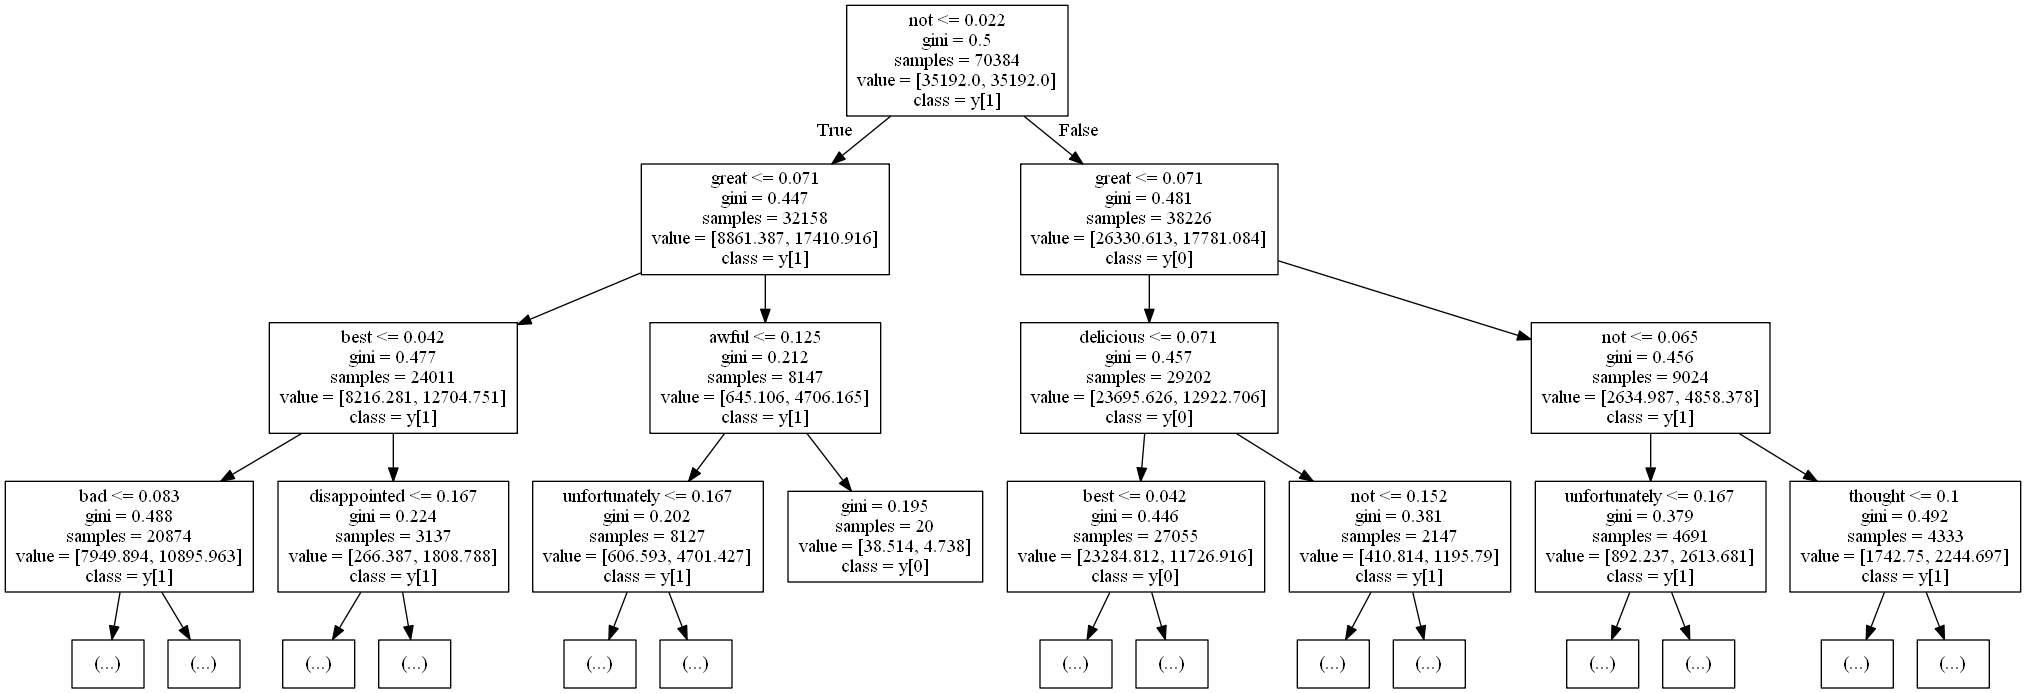 not <= 0.022
gini = 0.5
samples = 70384
value = [35192.0, 35192.0]
class = y[1]
True
False
great <= 0.071
gini = 0.447
samples = 32158
value = [8861.387, 17410.916]
class = y[1]
great <= 0.071
gini = 0.481
samples = 38226
value = [26330.613, 17781.084]
class = y[0]
best <= 0.042
gini = 0.477
samples = 24011
value = [8216.281, 12704.751]
class = y[1]
awful <= 0.125
gini = 0.212
samples = 8147
value = [645.106, 4706.165]
class = y[1]
delicious <= 0.071
gini = 0.457
samples = 29202
value = [23695.626, 12922.706]
class = y[0]
not <= 0.065
gini = 0.456
samples = 9024
value = [2634.987, 4858.378]
class = y[1]
bad <= 0.083
gini = 0.488
samples = 20874
value = [7949.894, 10895.963]
class = y[1]
disappointed <= 0.167
gini = 0.224
samples = 3137
value = [266.387, 1808.788]
class = y[1]
unfortunately <= 0.167
gini = 0.202
samples = 8127
value = [606.593, 4701.427]
class = y[1]
gini = 0.195
samples = 20
value = [38.514, 4.738]
class = y[0]
best <= 0.042
gini = 0.446
samples = 27055
value = [23284.812, 11726.916]
class = y[0]
not <= 0.152
gini = 0.381
samples = 2147
value = [410.814, 1195.79]
class = y[1]
unfortunately <= 0.167
gini = 0.379
samples = 4691
value = [892.237, 2613.681]
class = y[1]
thought <= 0.1
gini = 0.492
samples = 4333
value = [1742.75, 2244.697]
class = y[1]
(...)
(...)
(...)
(...)
(...)
(...)
(...)
(...)
(...)
(...)
(...)
(...)
(...)
(...)